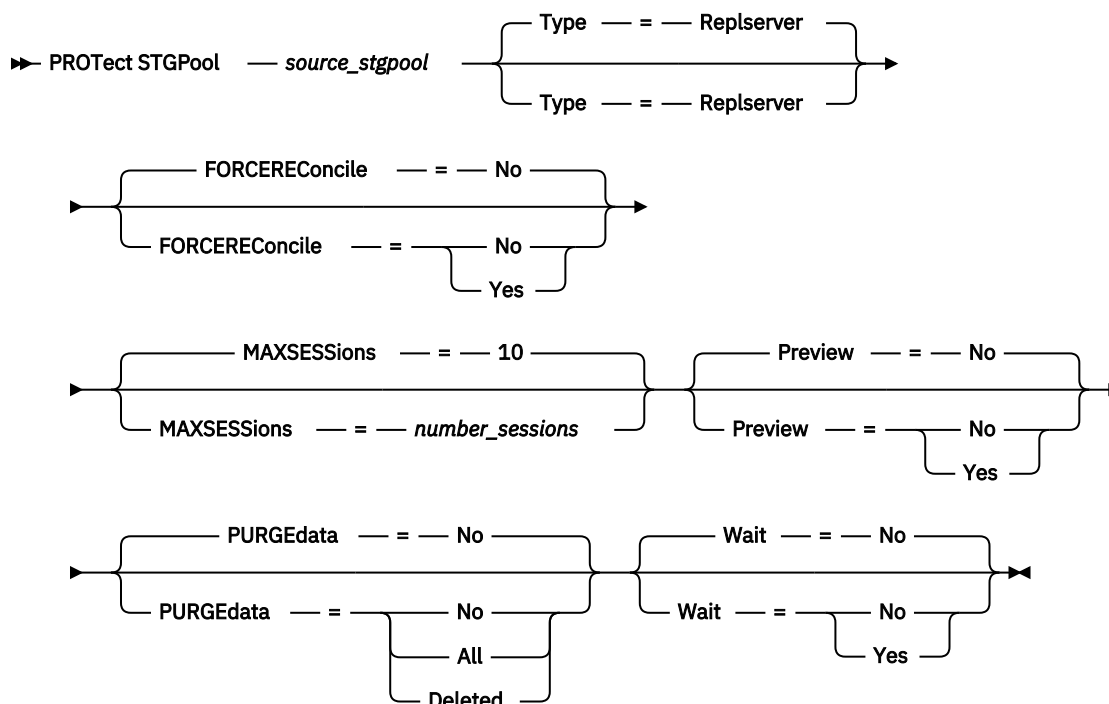 Type = Replserver
PROTect STGPool source_stgpool
Type = Replserver
FORCEREConcile = No
FORCEREConcile = No
Yes
MAXSESSions = 10 Preview = No
MAXSESSions = number_sessions Preview = No
Yes
PURGEdata = No Wait = No
PURGEdata = No Wait = No
All Yes
Deleted